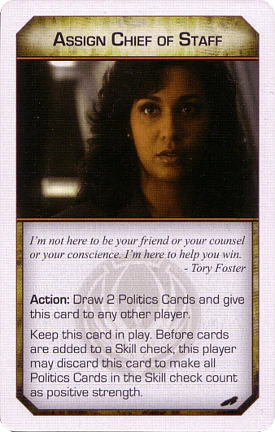 ASSIGN CHIEF OF STAFF
I'm not here to be your friend or your counsel
or your conscience. I'm here to help you win.
- Tory Foster
Action: Draw 2 Politics Cards and give
this card to any other player.
Keep this card in play. Before cards
are added to a Skill check, this player
may discard this card to make all
Politics Cards in the Skill check count
as positive strength.